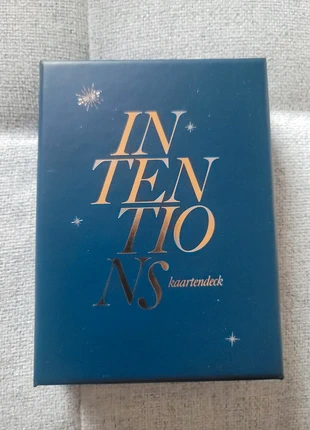 IN
TEN
TIO
NS kaartendeck